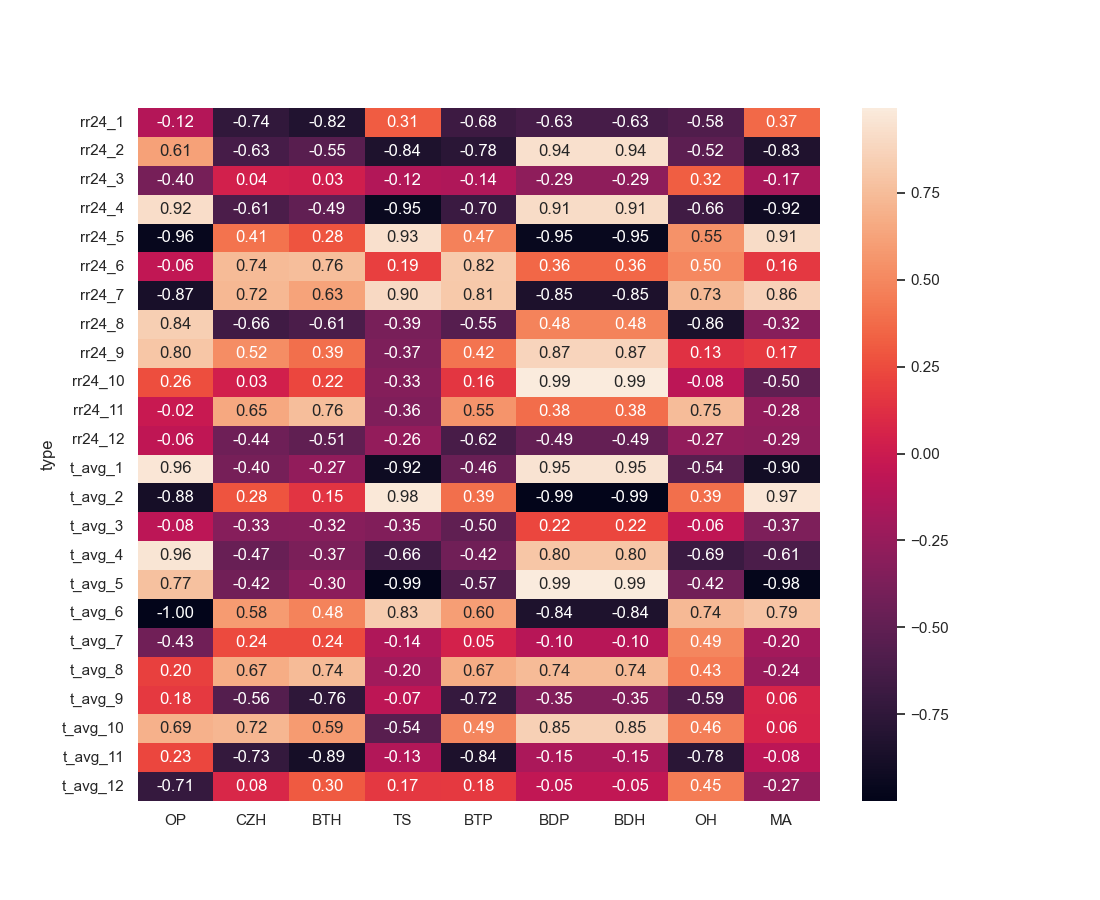 rr24_1 -0.12 -0.74 -0.82 0.31 -0.68 -0.63 -0.63 -0.58 0.37
rr24_2 0.61 -0.63 -0.55 -0.84 -0.78 0.94 0.94 -0.52 -0.83
rr24_3 -0.40 0.04 0.03 -0.12 -0.14 -0.29 -0.29 0.32 -0.17
rr24_4 0.92 -0.61 -0.49 -0.95 -0.70 0.91 0.91 -0.66 -0.92
rr24_5 -0.96 0.41 0.28 0.93 0.47 -0.95 -0.95 0.55 0.91
rr24_6 -0.06 0.74 0.76 0.19 0.82 0.36 0.36 0.50 0.16
rr24_7 -0.87 0.72 0.63 0.90 0.81 -0.85 -0.85 0.73 0.86
rr24_8 0.84 -0.66 -0.61 -0.39 -0.55 0.48 0.48 -0.86 -0.32
rr24_9 0.80 0.52 0.39 -0.37 0.42 0.87 0.87 0.13 0.17
rr24_10 0.26 0.03 0.22 -0.33 0.16 0.99 0.99 -0.08 -0.50
rr24_11 -0.02 0.65 0.76 -0.36 0.55 0.38 0.38 0.75 -0.28
rr24_12 -0.06 -0.44 -0.51 -0.26 -0.62 -0.49 -0.49 -0.27 -0.29
t_avg_1 0.96 -0.40 -0.27 -0.92 -0.46 0.95 0.95 -0.54 -0.90
t_avg_2 -0.88 0.28 0.15 0.98 0.39 -0.99 -0.99 0.39 0.97
t_avg_3 -0.08 -0.33 -0.32 -0.35 -0.50 0.22 0.22 -0.06 -0.37
t_avg_4 0.96 -0.47 -0.37 -0.66 -0.42 0.80 0.80 -0.69 -0.61
t_avg_5 0.77 -0.42 -0.30 -0.99 -0.57 0.99 0.99 -0.42 -0.98
t_avg_6 -1.00 0.58 0.48 0.83 0.60 -0.84 -0.84 0.74 0.79
t_avg_7 -0.43 0.24 0.24 -0.14 0.05 -0.10 -0.10 0.49 -0.20
t_avg_8 0.20 0.67 0.74 -0.20 0.67 0.74 0.74 0.43 -0.24
t_avg_9 0.18 -0.56 -0.76 -0.07 -0.72 -0.35 -0.35 -0.59 0.06
t_avg_10 0.69 0.72 0.59 -0.54 0.49 0.85 0.85 0.46 0.06
t_avg_11 0.23 -0.73 -0.89 -0.13 -0.84 -0.15 -0.15 -0.78 -0.08
t_avg_12 -0.71 0.08 0.30 0.17 0.18 -0.05 -0.05 0.45 -0.27
OP CZH BTH TS BTP BDP BDH OH MA
type
0.75
0.50
0.25
0.00
−0.25
−0.50
−0.75